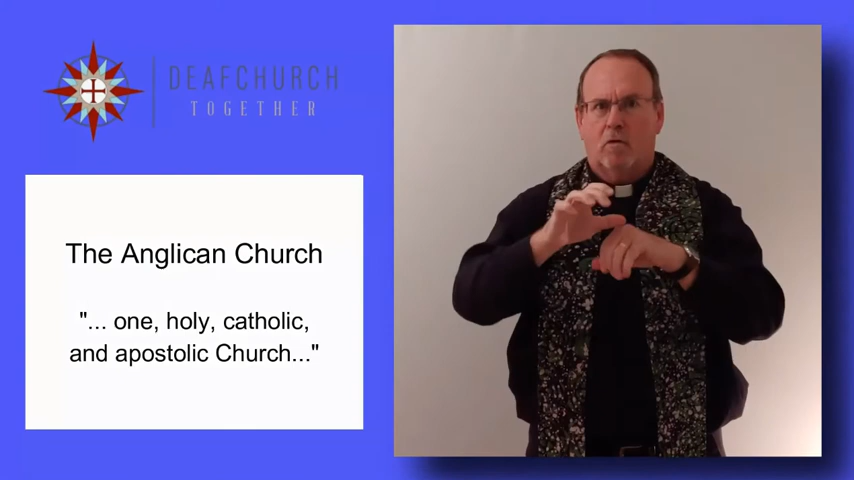 DEAFCHURCH
TOGETHER
The Anglican Church
"... one, holy, catholic,
and apostolic Church..."